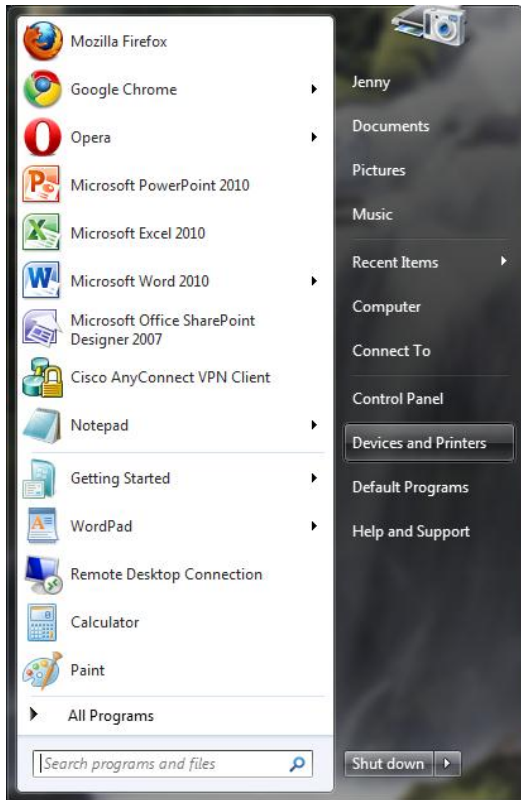 Mozilla Firefox
Google Chrome
Opera
Microsoft PowerPoint 2010
Microsoft Excel 2010
Microsoft Word 2010
Microsoft Office SharePoint
Designer 2007
Cisco AnyConnect VPN Client
Notepad
Getting Started
WordPad
Remote Desktop Connection
Calculator
Paint
All Programs
Search programs and files
Jenny
Documents
Pictures
Music
Recent Items
Computer
Connect To
Control Panel
Devices and Printers
Default Programs
Help and Support
Shut down